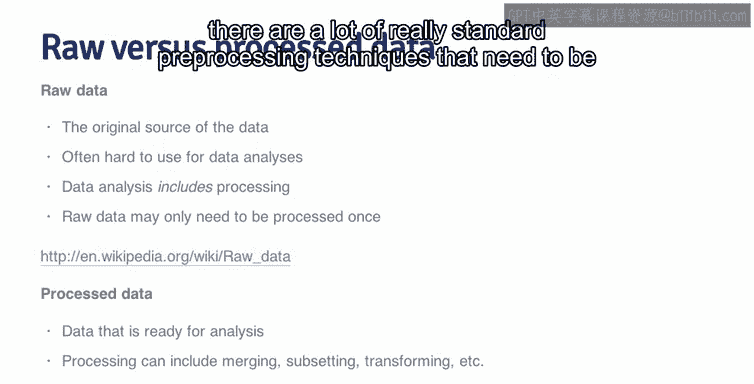 there are a lot of really standard
preprocessing techniques that need to be
Raw versus processed data
Raw data
· The original source of the data
· Often hard to use for data analyses
· Data analysis includes processing
· Raw data may only need to be processed once
http://en.wikipedia.org/wiki/Raw_data
Processed data
· Data that is ready for analysis
· Processing can include merging, subsetting, transforming, etc.